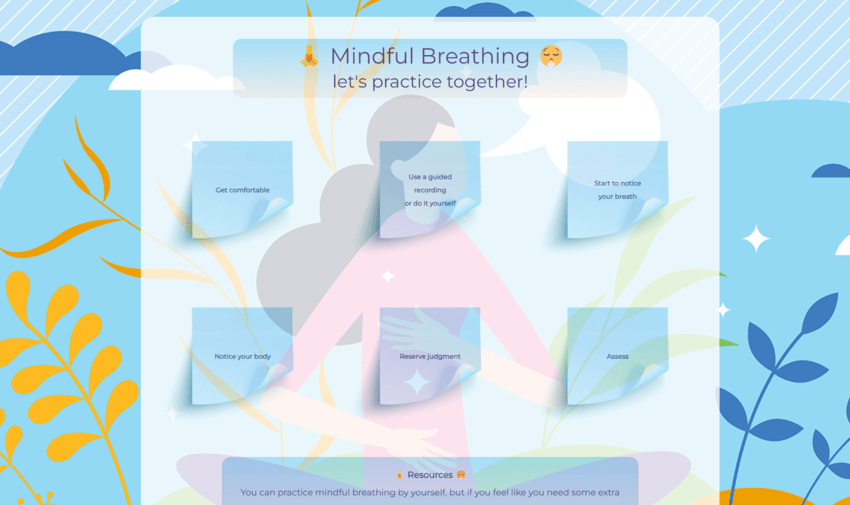 Mindful Breathing
let's practice together!
Get comfortable
Use a guided
recording
or do it yourself
Start to notice
your breath
Notice your body
Reserve judgment
Assess
Resources
You can practice mindful breathing by yourself, but if you feel like you need some extra